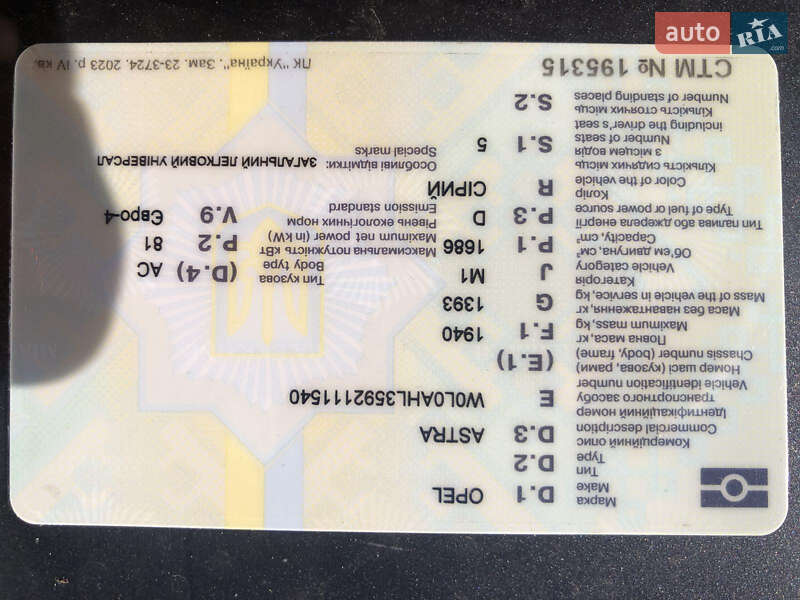 auto RIA.com
Марка
Make
D.1 OPEL
Тип
Type
D.2
Комерційний опис
Commercial description
D.3 ASTRA
Ідентифікаційний номер
транспортного засобу
Vehicle identification number
E W0L0AHL3592111540
Номер шасі (кузова, рами)
Chassis number (body, frame)
(E.1)
Повна маса, кг
Maximum mass, kg
F.1 1940
Маса без навантаження, кг
Mass of the vehicle in service, kg
G 1393
Категорія
Vehicle category
J M1
Тип кузова
Body type
(D.4) AC
Об'єм двигуна, см³
Capacity, cm³
P.1 1686
Максимальна потужність кВт
Maximum net power (in kW)
P.2 81
Тип палива або джерела енергії
Type of fuel or power source
P.3 D
Рівень екологічних норм
Emission standard
V.9 Євро-4
Колір
Color of the vehicle
R СІРИЙ
Кількість сидячих місць
з місцем водія
Number of seats
including the driver's seat
S.1 5
Особливі відмітки:
Special marks
ЗАГАЛЬНИЙ ЛЕГКОВИЙ УНІВЕРСАЛ
Кількість стоячих місць
Number of standing places
S.2
СТМ № 195315
ПК "Україна". Зам. 23-3724. 2023 р. IV кв.